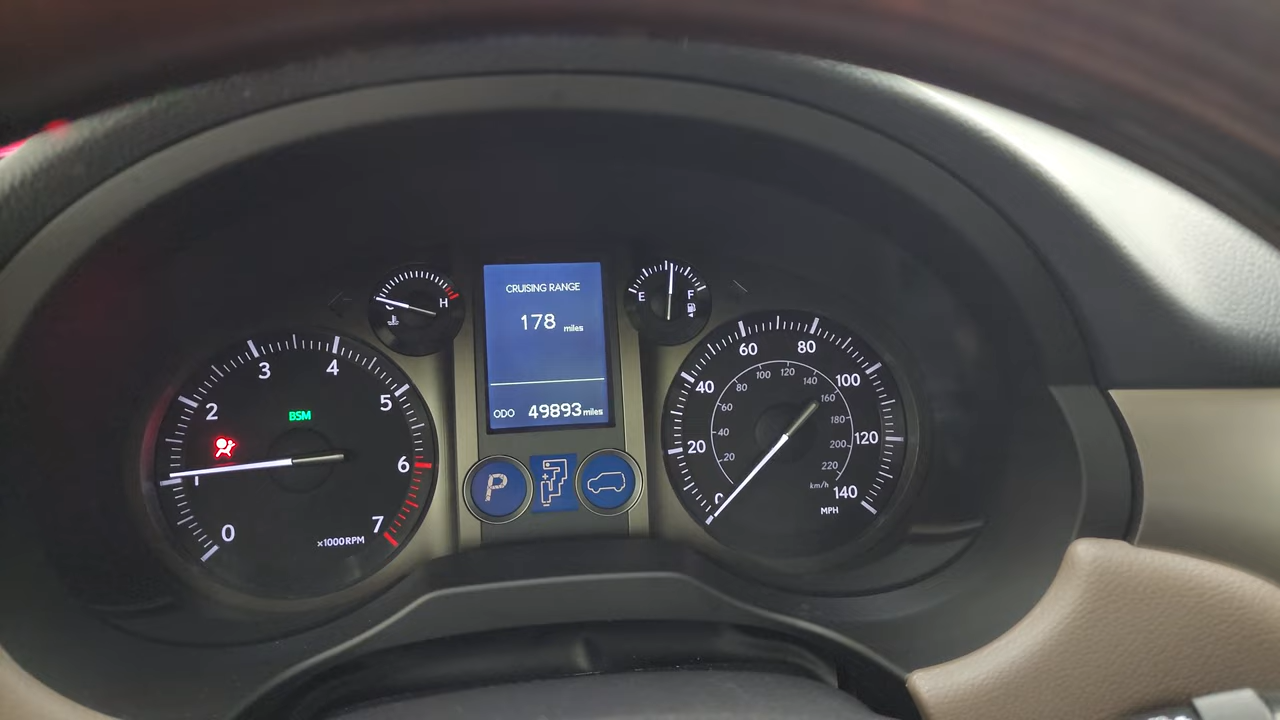 CRUISING RANGE
178 miles
ODO 49893 miles
H
E F
0 1 2 3 4 5 6 7
BSM
×1000RPM
20 40 60 80 100 120 140
20 40 60 80 100 120 140 160 180 200 220
km/h
MPH
P